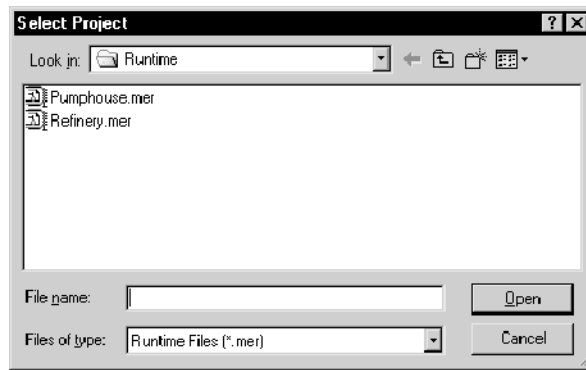 Select Project
Look in: Runtime
Pumphouse.mer
Refinery.mer
File name: Open
Files of type: Runtime Files (*.mer) Cancel